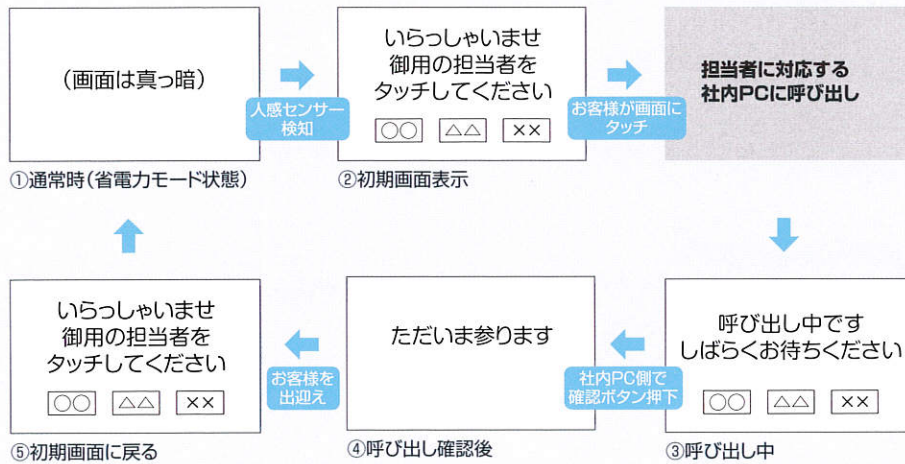 (画面は真っ暗)
①通常時(省電力モード状態)
人感センサー
検知
いらっしゃいませ
御用の担当者を
タッチしてください
○○ △△ ××
②初期画面表示
お客様が画面に
タッチ
担当者に対応する
社内PCに呼び出し
呼び出し中です
しばらくお待ちください
○○ △△ ××
③呼び出し中
社内PC側で
確認ボタン押下
ただいま参ります
④呼び出し確認後
お客様を
出迎え
いらっしゃいませ
御用の担当者を
タッチしてください
○○ △△ ××
⑤初期画面に戻る